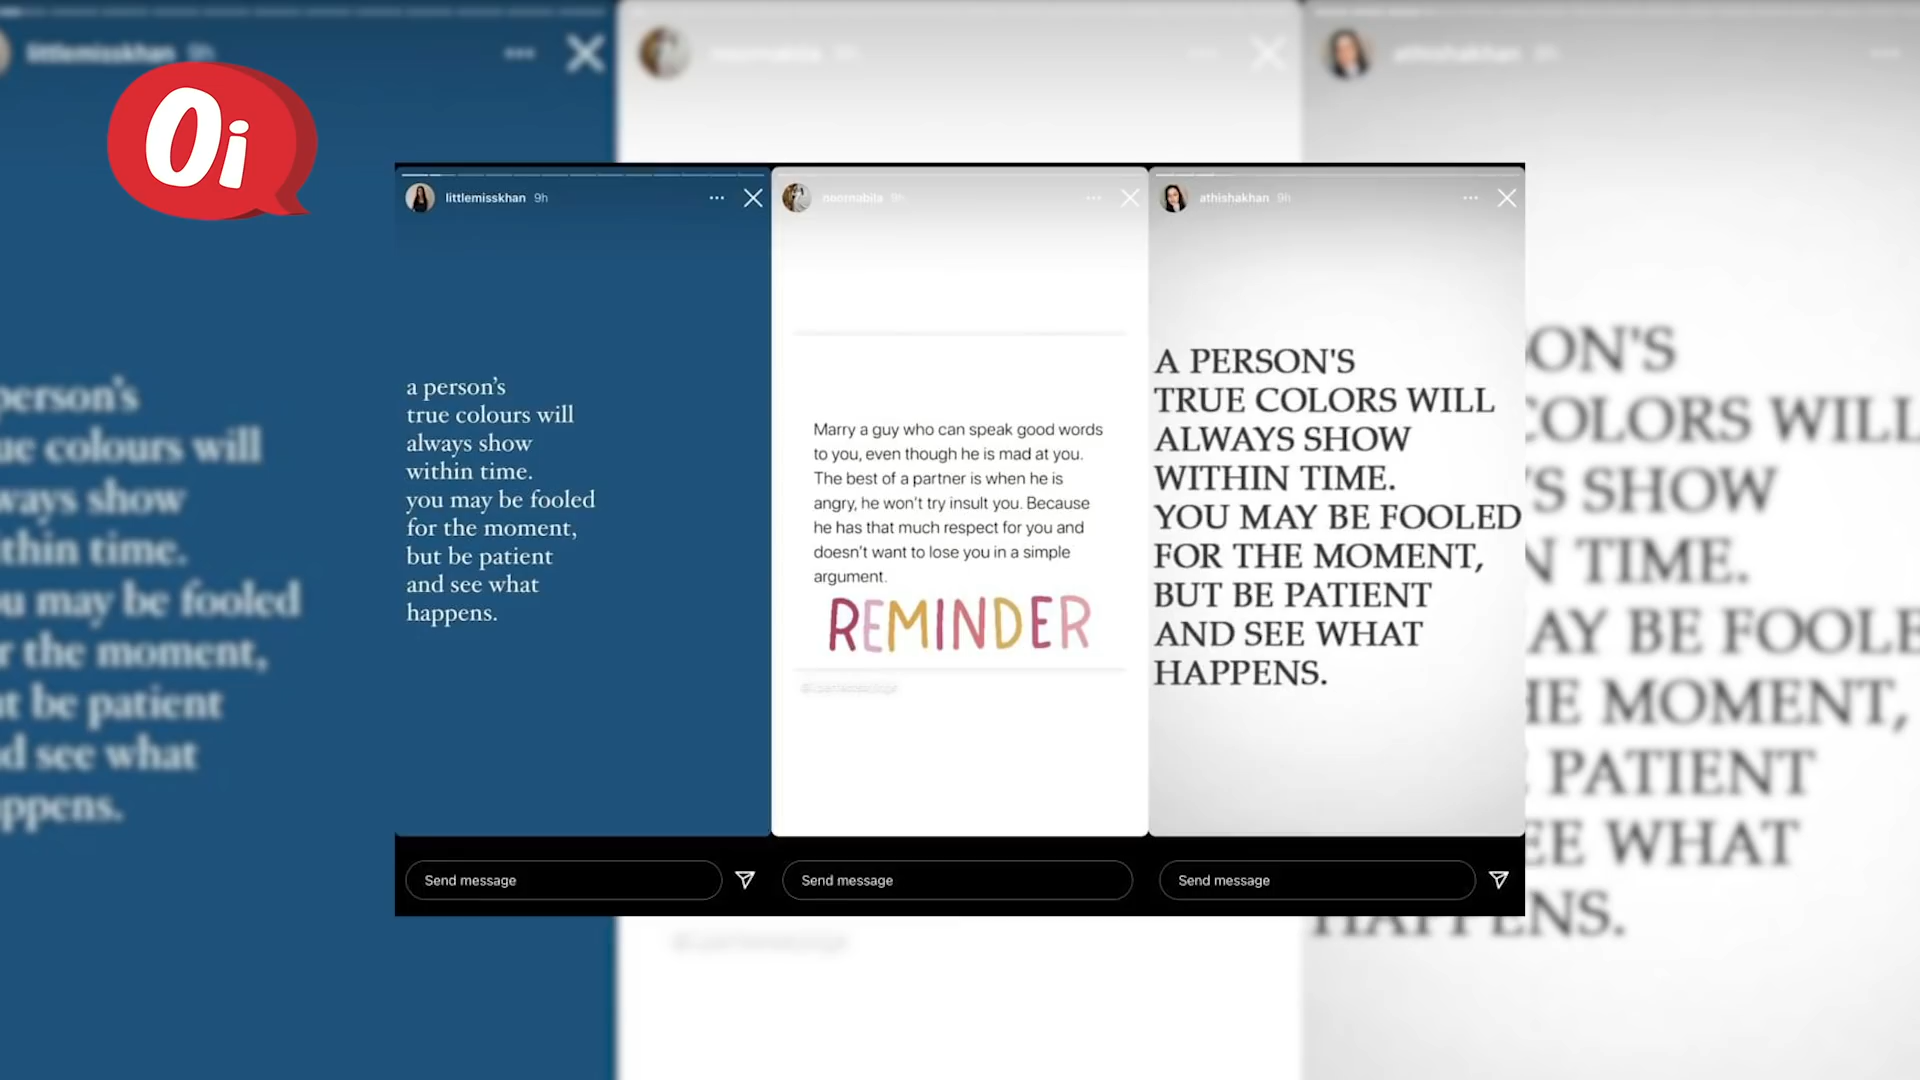 Oi
littlemisskhan 9h
a person's
true colours will
always show
within time.
you may be fooled
for the moment,
but be patient
and see what
happens.
Send message
noornabila 9h
Marry a guy who can speak good words
to you, even though he is mad at you.
The best of a partner is when he is
angry, he won't try insult you. Because
he has that much respect for you and
doesn't want to lose you in a simple
argument.
REMINDER
Send message
athishakhan 9h
A PERSON'S
TRUE COLORS WILL
ALWAYS SHOW
WITHIN TIME.
YOU MAY BE FOOLED
FOR THE MOMENT,
BUT BE PATIENT
AND SEE WHAT
HAPPENS.
Send message